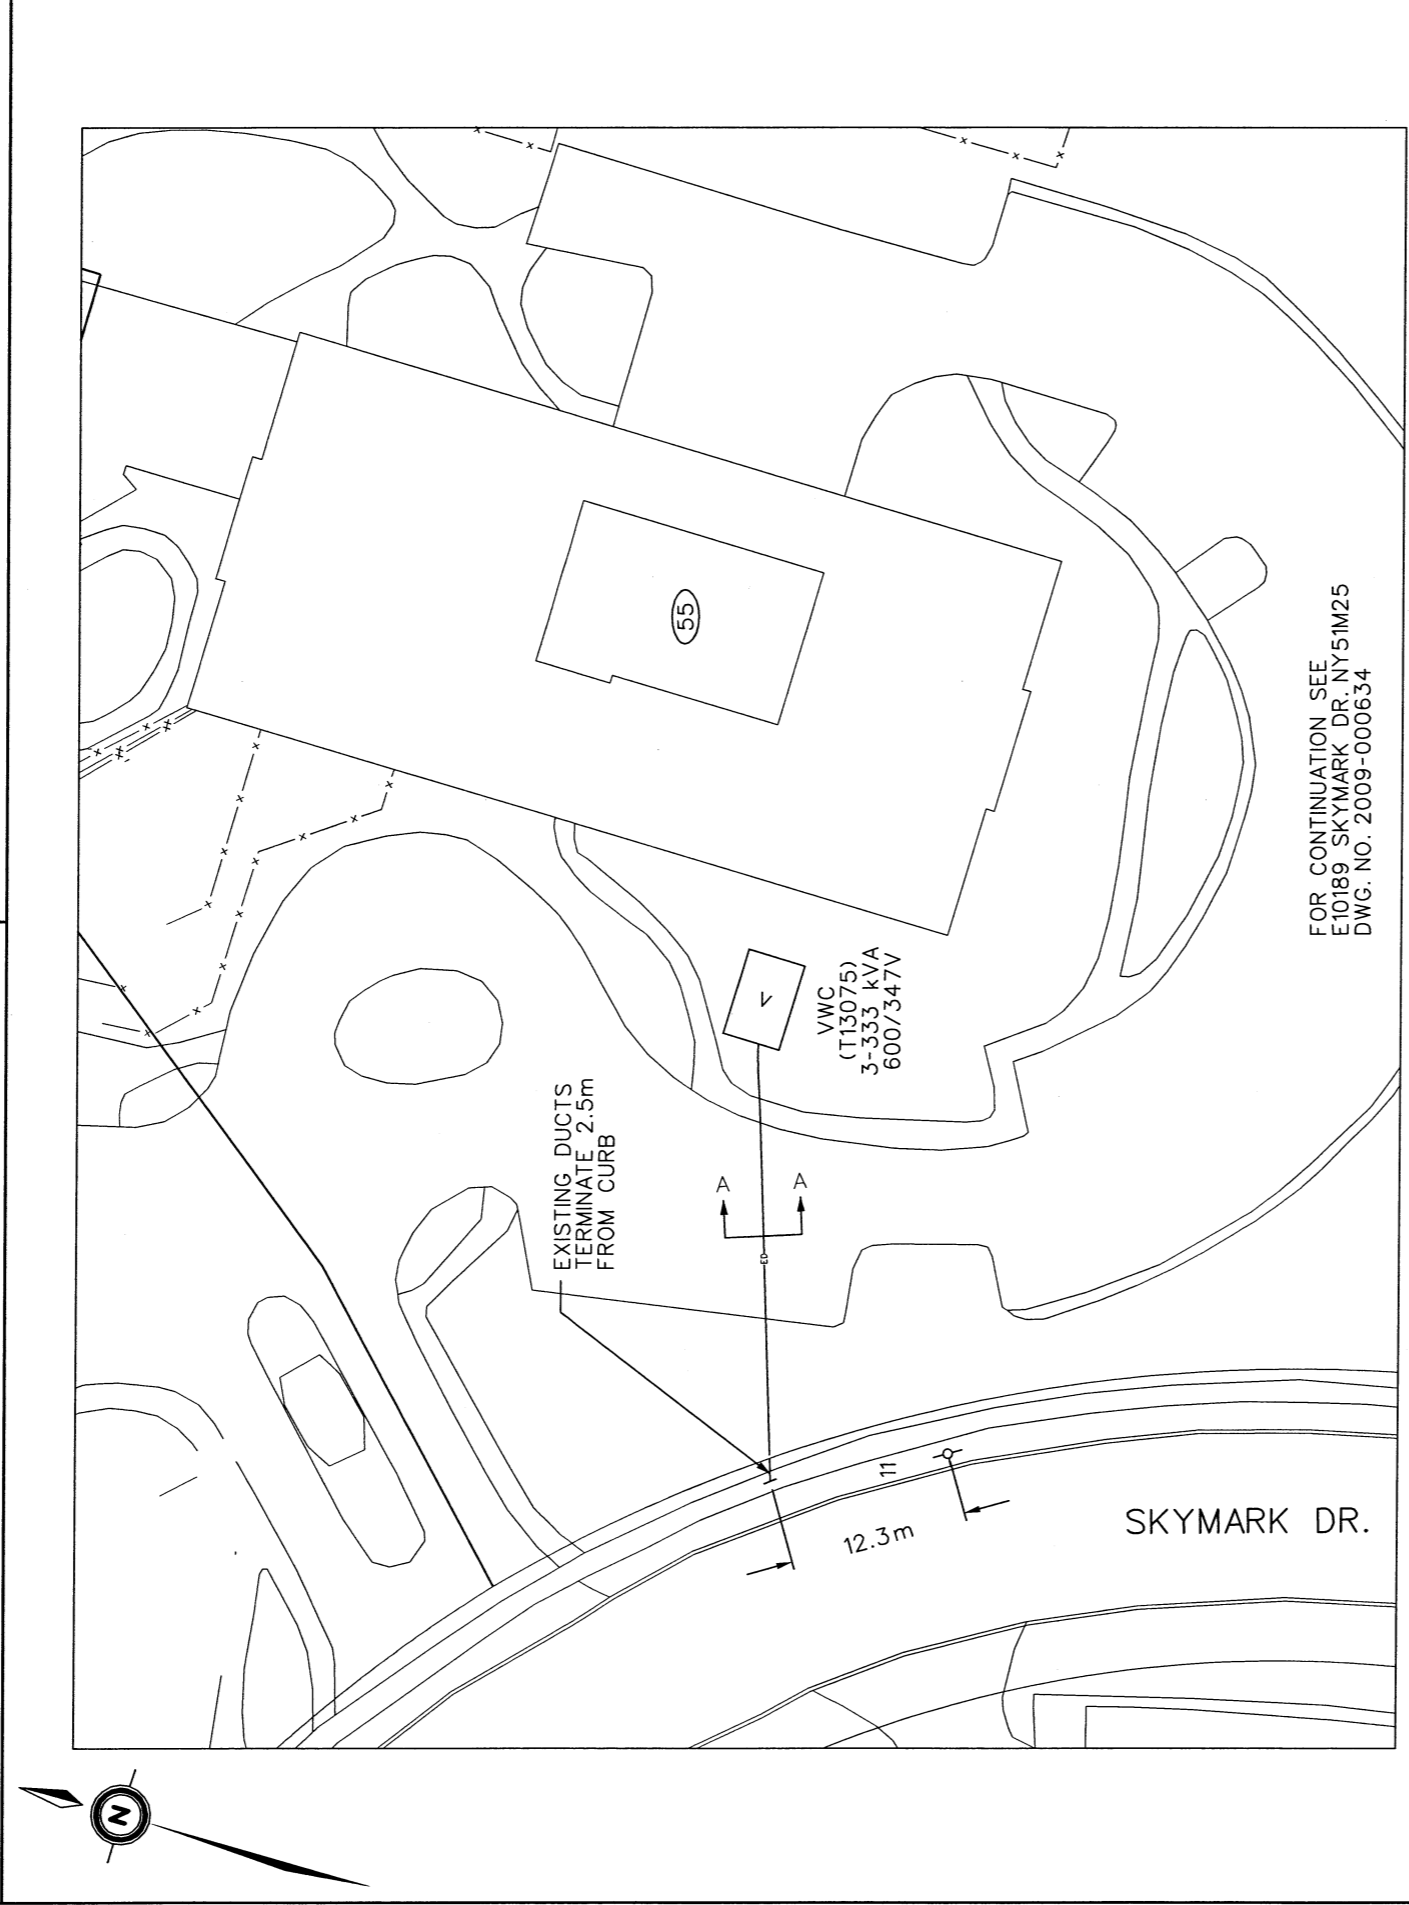 55
FOR CONTINUATION SEE
E10189 SKYMARK DR. NY51M25
DWG. NO. 2009-000634
V
VWC
(T13075)
3-333 kVA
600/347V
EXISTING DUCTS
TERMINATE 2.5m
FROM CURB
A
A
ED
11
12.3m
SKYMARK DR.
N